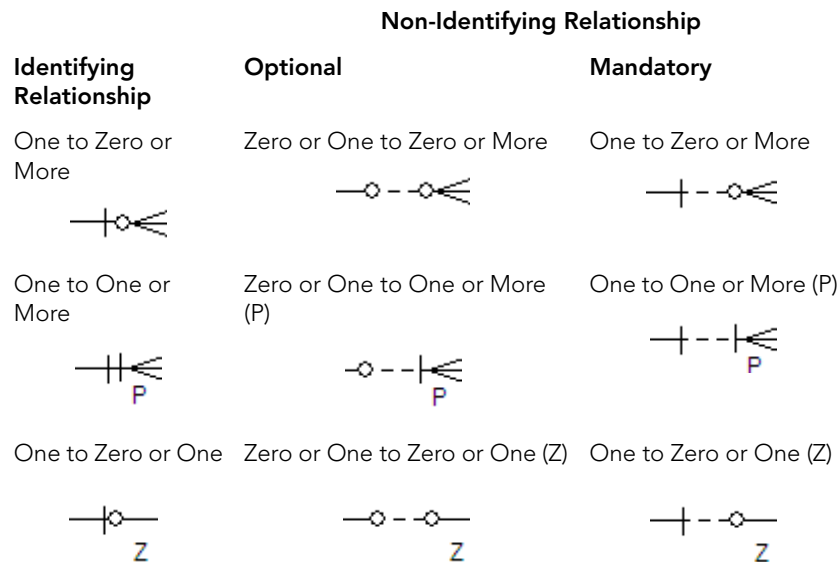 Non-Identifying Relationship
Identifying
Relationship
Optional
Mandatory
One to Zero or
More
Zero or One to Zero or More
One to Zero or More
One to One or
More
Zero or One to One or More
(P)
One to One or More (P)
P
P
P
One to Zero or One
Zero or One to Zero or One (Z)
One to Zero or One (Z)
Z
Z
Z